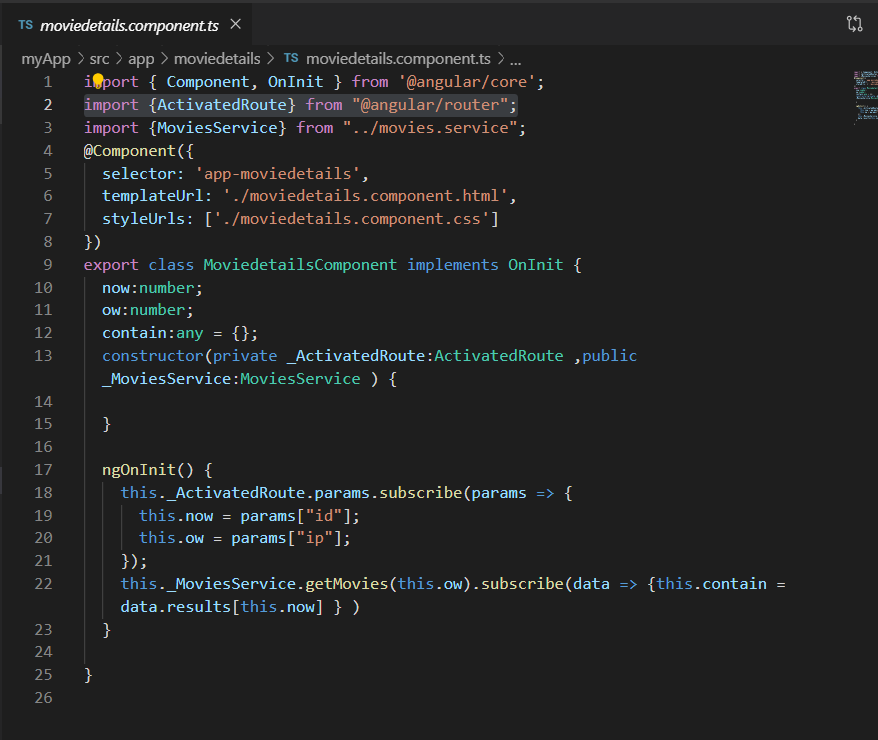 TS moviedetails.component.ts ×
myApp > src > app > moviedetails > TS moviedetails.component.ts > ...
1 import { Component, OnInit } from '@angular/core';
2 import {ActivatedRoute} from "@angular/router";
3 import {MoviesService} from "../movies.service";
4 @Component({
5   selector: 'app-moviedetails',
6   templateUrl: './moviedetails.component.html',
7   styleUrls: ['./moviedetails.component.css']
8 })
9 export class MoviedetailsComponent implements OnInit {
10   now:number;
11   ow:number;
12   contain:any = {};
13   constructor(private _ActivatedRoute:ActivatedRoute ,public
  _MoviesService:MoviesService ) {
14
15   }
16
17   ngOnInit() {
18     this._ActivatedRoute.params.subscribe(params => {
19       this.now = params["id"];
20       this.ow = params["ip"];
21     });
22     this._MoviesService.getMovies(this.ow).subscribe(data => {this.contain =
    data.results[this.now] } )
23   }
24
25 }
26